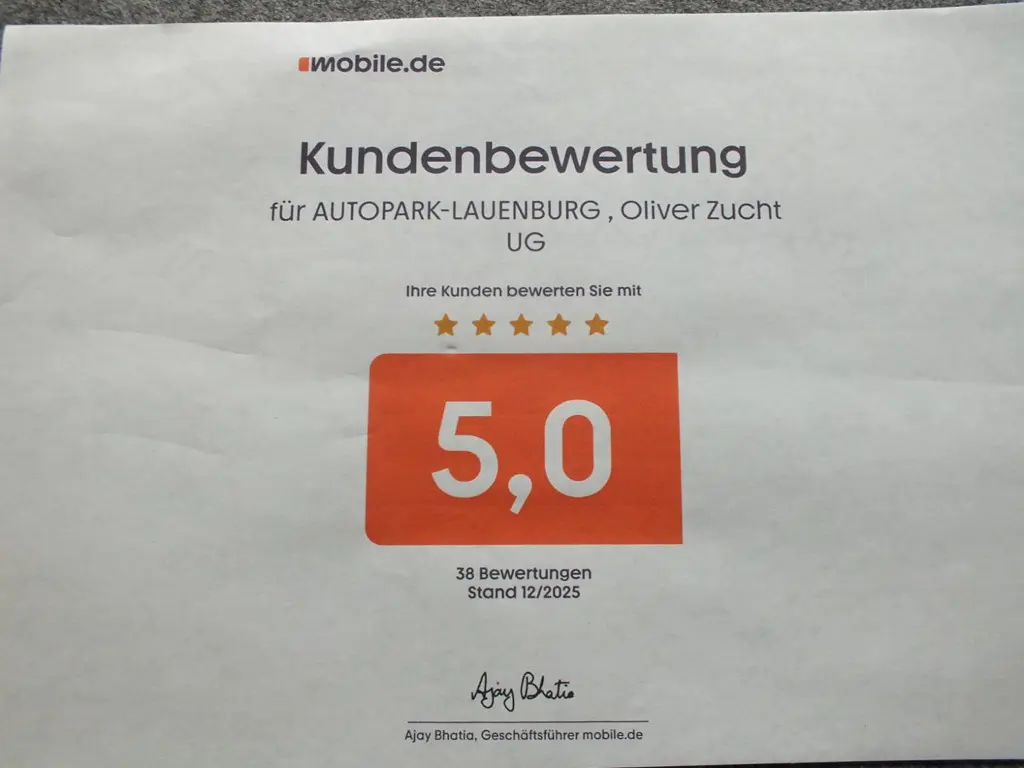 mobile.de
Kundenbewertung
für AUTOPARK-LAUENBURG , Oliver Zucht
UG
Ihre Kunden bewerten Sie mit
5,0
38 Bewertungen
Stand 12/2025
Ajay Bhatia
Ajay Bhatia, Geschäftsführer mobile.de